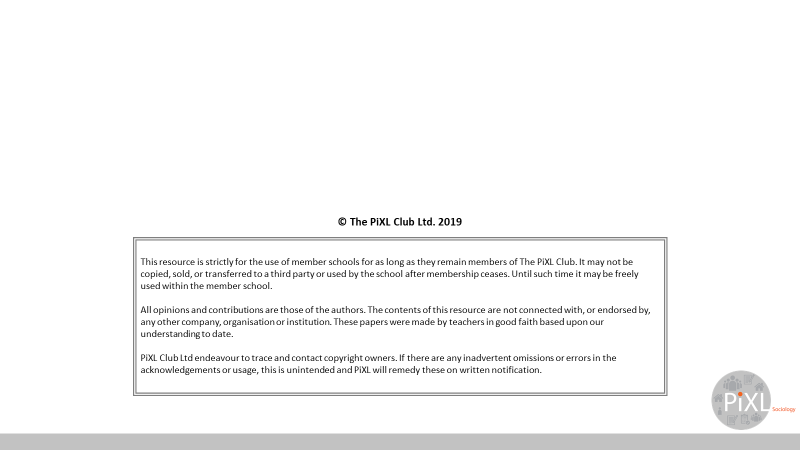 © The PiXL Club Ltd. 2019
This resource is strictly for the use of member schools for as long as they remain members of The PiXL Club. It may not be
copied, sold, or transferred to a third party or used by the school after membership ceases. Until such time it may be freely
used within the member school.
All opinions and contributions are those of the authors. The contents of this resource are not connected with, or endorsed by,
any other company, organisation or institution. These papers were made by teachers in good faith based upon our
understanding to date.
PiXL Club Ltd endeavour to trace and contact copyright owners. If there are any inadvertent omissions or errors in the
acknowledgements or usage, this is unintended and PiXL will remedy these on written notification.
PiXL
Sociology